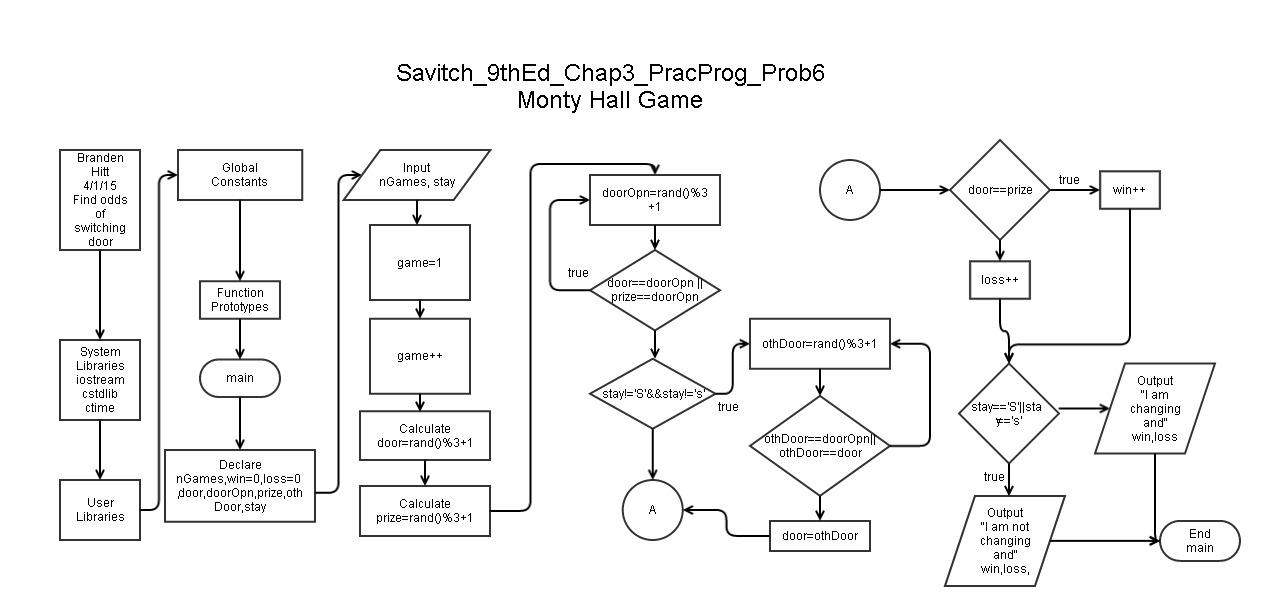 Savitch_9thEd_Chap3_PracProg_Prob6
Monty Hall Game
Branden
Hitt
4/1/15
Find odds
of
switching
door
System
Libraries
iostream
cstdlib
ctime
User
Libraries
Global
Constants
Function
Prototypes
main
Declare
nGames,win=0,loss=0
,door,doorOpn,prize,oth
Door,stay
Input
nGames, stay
game=1
game++
Calculate
door=rand()%3+1
Calculate
prize=rand()%3+1
doorOpn=rand()%3
+1
true
door==doorOpn ||
prize==doorOpn
stay!='S'&&stay!='s'
true
A
othDoor=rand()%3+1
othDoor==doorOpn||
othDoor==door
door=othDoor
A
door==prize
true
win++
loss++
stay=='S'||sta
y=='s'
true
Output
"I am
changing
and"
win,loss
Output
"I am not
changing
and"
win,loss,
End
main